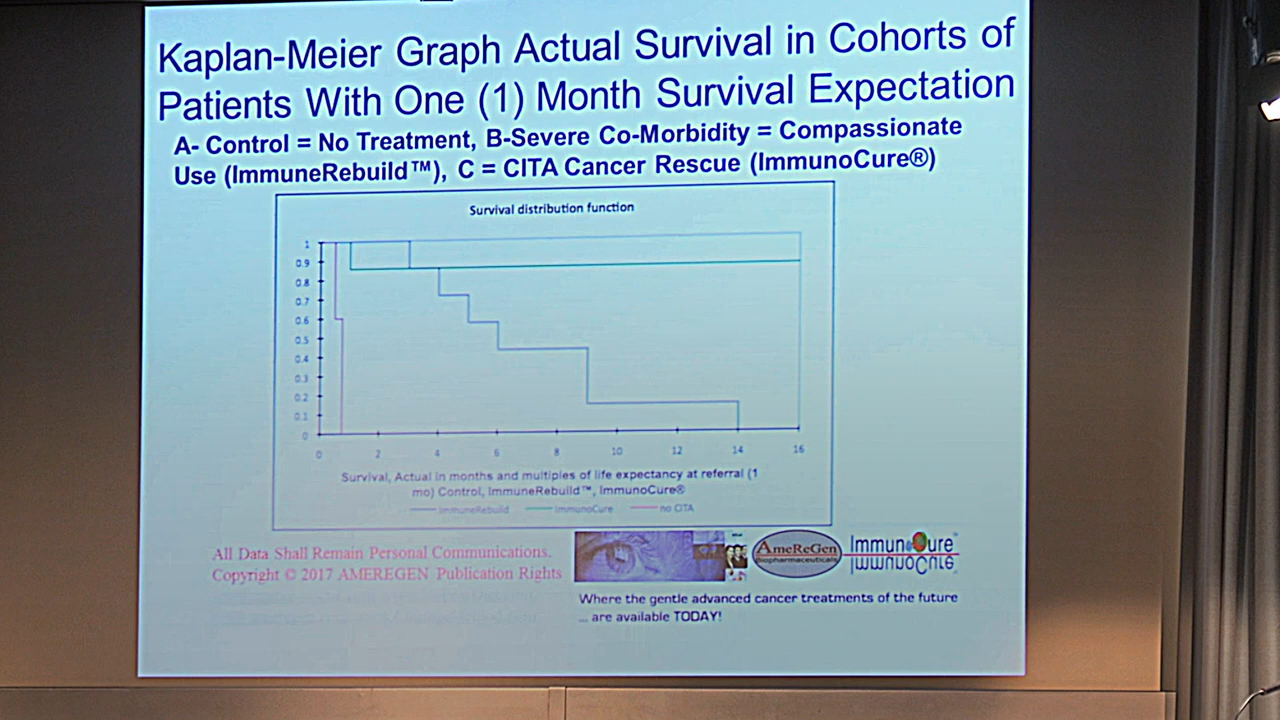 Kaplan-Meier Graph Actual Survival in Cohorts of
Patients With One (1) Month Survival Expectation
A- Control = No Treatment, B-Severe Co-Morbidity = Compassionate
Use (ImmuneRebuild™), C = CITA Cancer Rescue (ImmunoCure®)
Survival distribution function
1
0.9
0.8
0.7
0.6
0.5
0.4
0.3
0.2
0.1
0
0 2 4 6 8 10 12 14 16
Survival, Actual in months and multiples of life expectancy at referral (1
mo) Control, ImmuneRebuild™, ImmunoCure®
ImmuneRebuild ImmunoCure no CITA
All Data Shall Remain Personal Communications.
Copyright © 2017 AMEREGEN Publication Rights
AmeReGen
Biopharmaceuticals
ImmunoCure™
Where the gentle advanced cancer treatments of the future
... are available TODAY!